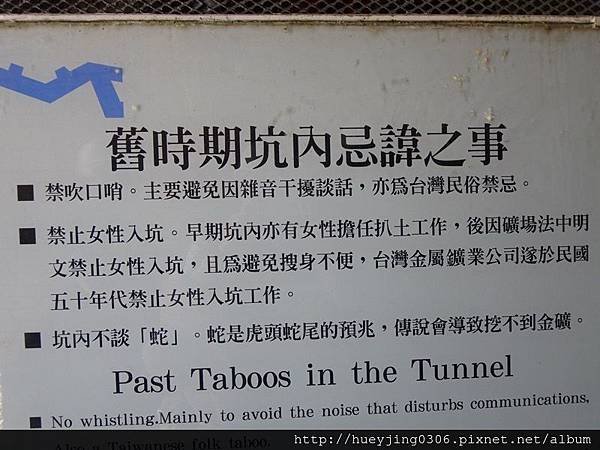 舊時期坑內忌諱之事
■ 禁吹口哨。主要避免因雜音干擾談話，亦為台灣民俗禁忌。
■ 禁止女性入坑。早期坑內亦有女性擔任扒土工作，後因礦場法中明
文禁止女性入坑，且為避免搜身不便，台灣金屬鑛業公司遂於民國
五十年代禁止女性入坑工作。
■ 坑內不談「蛇」。蛇是虎頭蛇尾的預兆，傳說會導致挖不到金礦。
Past Taboos in the Tunnel
■ No whistling.Mainly to avoid the noise that disturbs communications,
Also a Taiwanese folk taboo.
http://hueyjing0306.pixnet.net/album